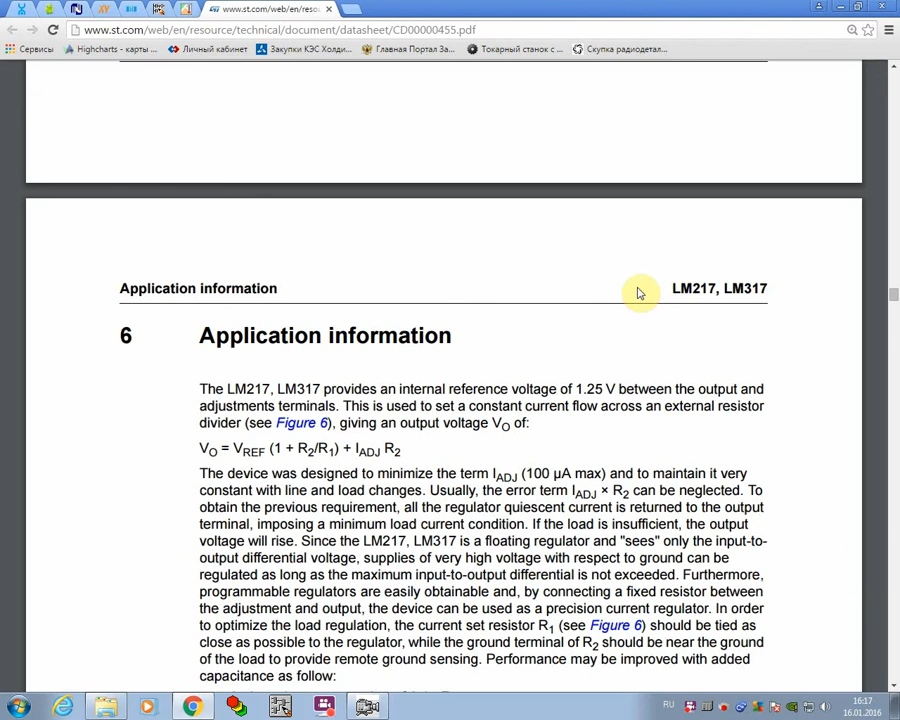 www.st.com/web/en/reso
www.st.com/web/en/resource/technical/document/datasheet/CD00000455.pdf
Сервисы
Highcharts - карты ...
Личный кабинет
Закупки КЭС Холди...
Главная Портал За...
Токарный станок с ...
Скупка радиодетал...
Application information
LM217, LM317
6 Application information
The LM217, LM317 provides an internal reference voltage of 1.25 V between the output and
adjustments terminals. This is used to set a constant current flow across an external resistor
divider (see Figure 6), giving an output voltage VO of:
VO = VREF (1 + R2/R1) + IADJ R2
The device was designed to minimize the term IADJ (100 µA max) and to maintain it very
constant with line and load changes. Usually, the error term IADJ × R2 can be neglected. To
obtain the previous requirement, all the regulator quiescent current is returned to the output
terminal, imposing a minimum load current condition. If the load is insufficient, the output
voltage will rise. Since the LM217, LM317 is a floating regulator and "sees" only the input-to-
output differential voltage, supplies of very high voltage with respect to ground can be
regulated as long as the maximum input-to-output differential is not exceeded. Furthermore,
programmable regulators are easily obtainable and, by connecting a fixed resistor between
the adjustment and output, the device can be used as a precision current regulator. In order
to optimize the load regulation, the current set resistor R1 (see Figure 6) should be tied as
close as possible to the regulator, while the ground terminal of R2 should be near the ground
of the load to provide remote ground sensing. Performance may be improved with added
capacitance as follow:
RU
16:17
16.01.2016